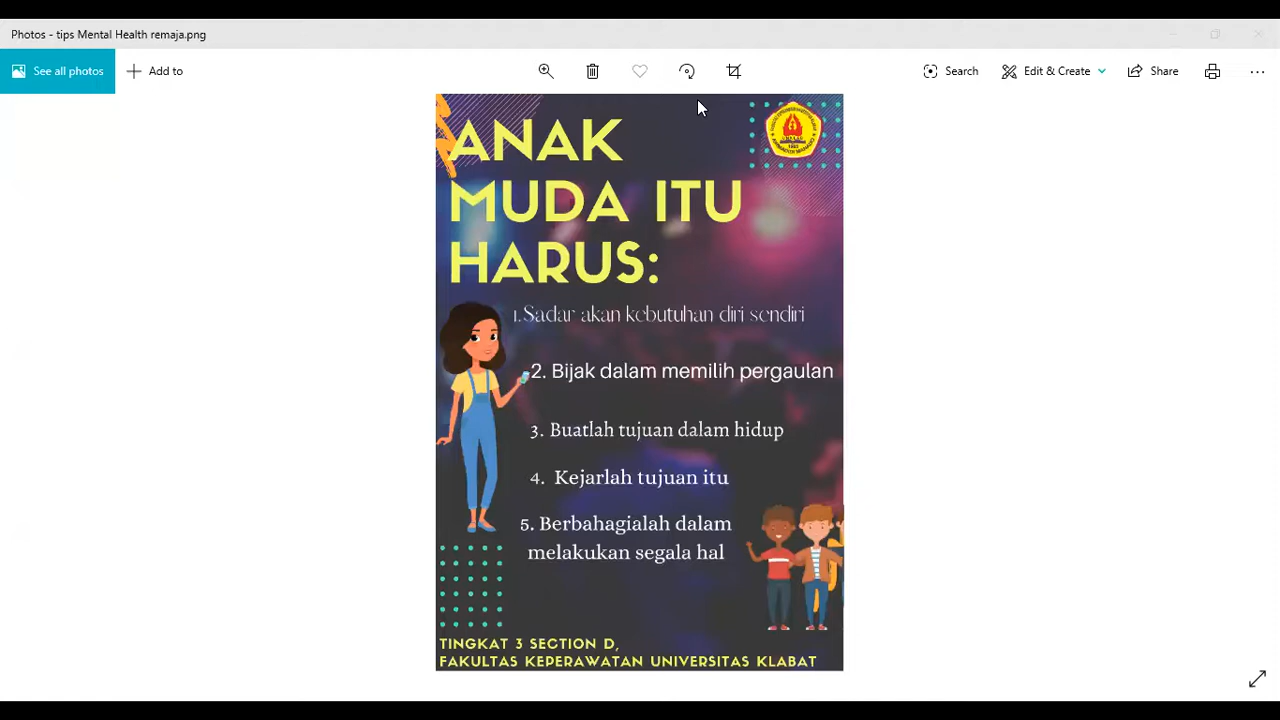 Photos - tips Mental Health remaja.png
See all photos
Add to
Search
Edit & Create
Share
ANAK
MUDA ITU
HARUS:
1.Sadar akan kebutuhan diri sendiri
2. Bijak dalam memilih pergaulan
3. Buatlah tujuan dalam hidup
4. Kejarlah tujuan itu
5. Berbahagialah dalam
melakukan segala hal
TINGKAT 3 SECTION D,
FAKULTAS KEPERAWATAN UNIVERSITAS KLABAT